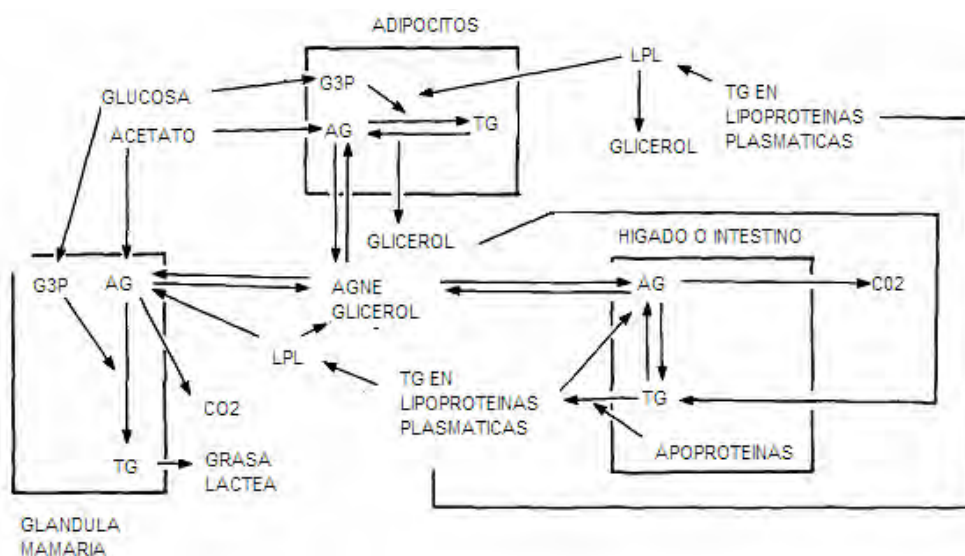 ADIPOCITOS
G3P
LPL
GLUCOSA
TG EN
LIPOPROTEINAS
PLASMATICAS
ACETATO
AG
TG
GLICEROL
GLICEROL
HIGADO O INTESTINO
G3P
AG
AGNE
GLICEROL
AG
C02
LPL
TG EN
LIPOPROTEINAS
PLASMATICAS
TG
CO2
APOPROTEINAS
TG
GRASA
LACTEA
GLANDULA
MAMARIA